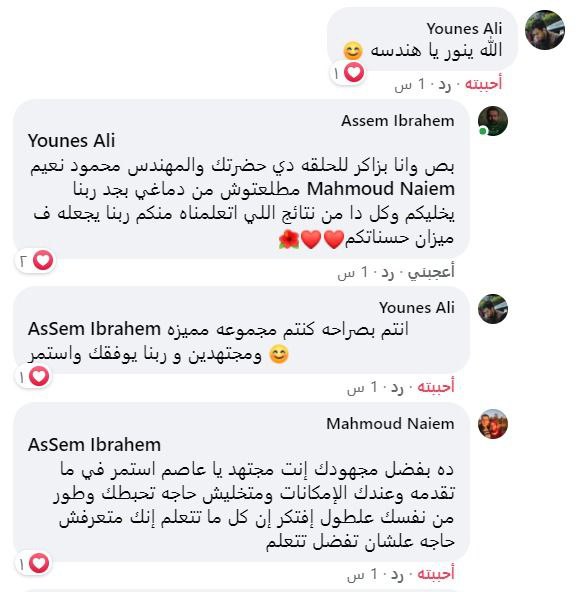 Younes Ali
الله ينور يا هندسه 😊
١
أحببته · رد · 1 س
Assem Ibrahem
Younes Ali
بص وانا بزاكر للحلقه دي حضرتك والمهندس محمود نعيم
Mahmoud Naiem مطلعتوش من دماغي بجد ربنا
يخليكم وكل دا من نتائج اللي اتعلمناه منكم ربنا يجعله ف
ميزان حسناتكم❤️❤️🌺
٢
أعجبني · رد · 1 س
Younes Ali
AsSem Ibrahem انتم بصراحه كنتم مجموعه مميزه
ومجتهدين و ربنا يوفقك واستمر 😊
١
أحببته · رد · 1 س
Mahmoud Naiem
AsSem Ibrahem
ده بفضل مجهودك إنت مجتهد يا عاصم استمر في ما
تقدمه وعندك الإمكانات ومتخليش حاجه تحبطك وطور
من نفسك علطول إفتكر إن كل ما تتعلم إنك متعرفش
حاجه علشان تفضل تتعلم
١
أحببته · رد · 1 س